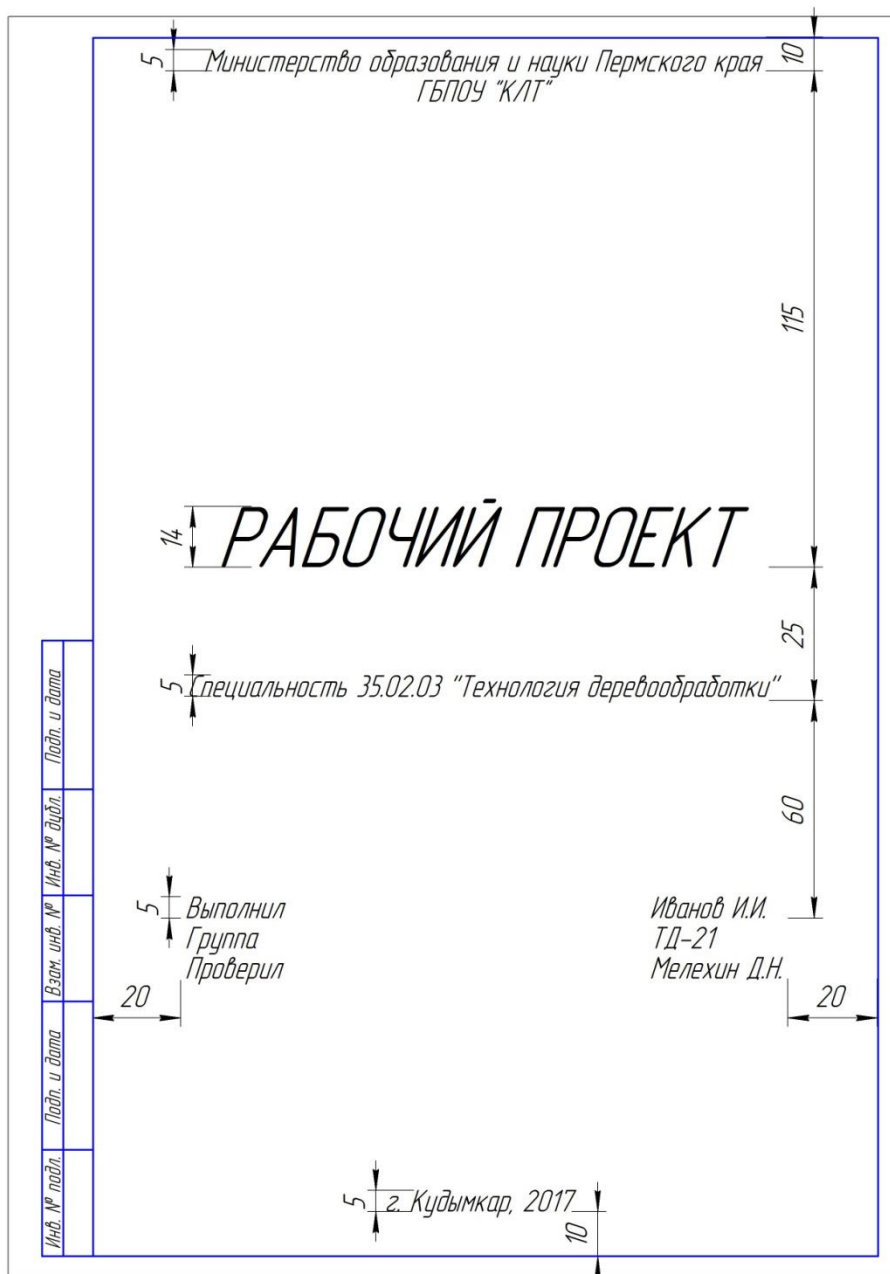 5 Министерство образования и науки Пермского края 10
ГБПОУ "КЛТ"
115
14 РАБОЧИЙ ПРОЕКТ
25
5 Специальность 35.02.03 "Технология деревообработки"
60
5 Выполнил Иванов И.И.
Группа ТД-21
Проверил Мелехин Д.Н.
20 20
5 г. Кудымкар, 2017
10
Подп. и дата
Инв. № дубл.
Взам. инв. №
Подп. и дата
Инв. № подл.